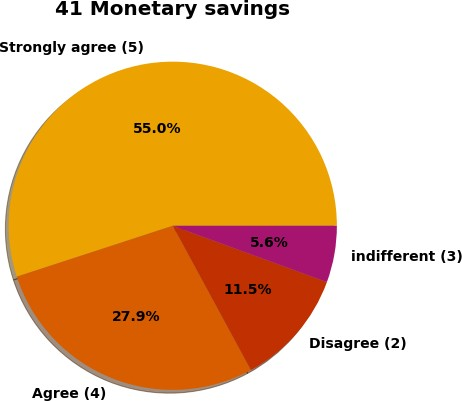 41 Monetary savings
Strongly agree (5)
55.0%
5.6%
indifferent (3)
11.5%
27.9%
Disagree (2)
Agree (4)